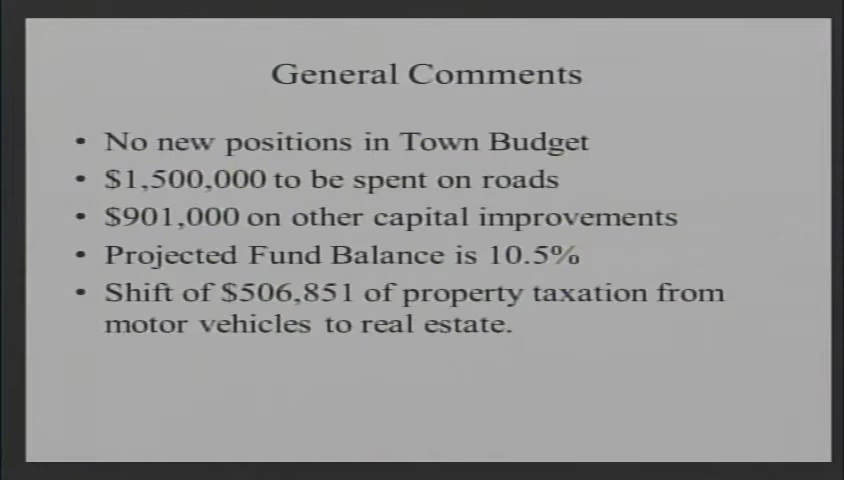 General Comments
• No new positions in Town Budget
• $1,500,000 to be spent on roads
• $901,000 on other capital improvements
• Projected Fund Balance is 10.5%
• Shift of $506,851 of property taxation from
motor vehicles to real estate.